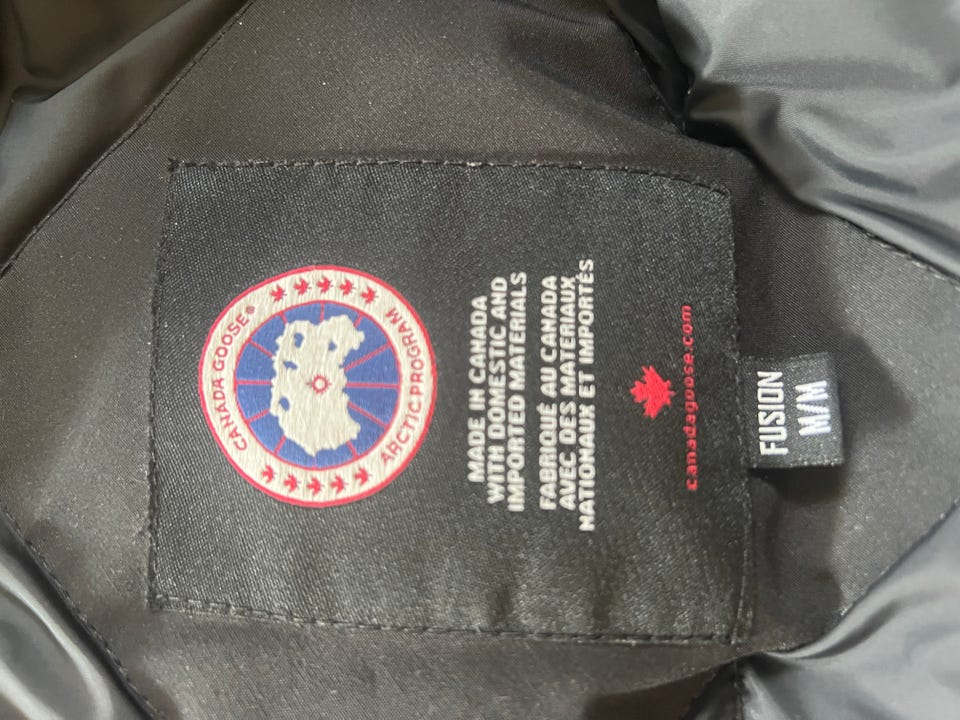 CANADA GOOSE®
ARCTIC PROGRAM
MADE IN CANADA
WITH DOMESTIC AND
IMPORTED MATERIALS
FABRIQUÉ AU CANADA
AVEC DES MATERIAUX
NATIONAUX ET IMPORTÉS
canadagoose.com
FUSION
M/M